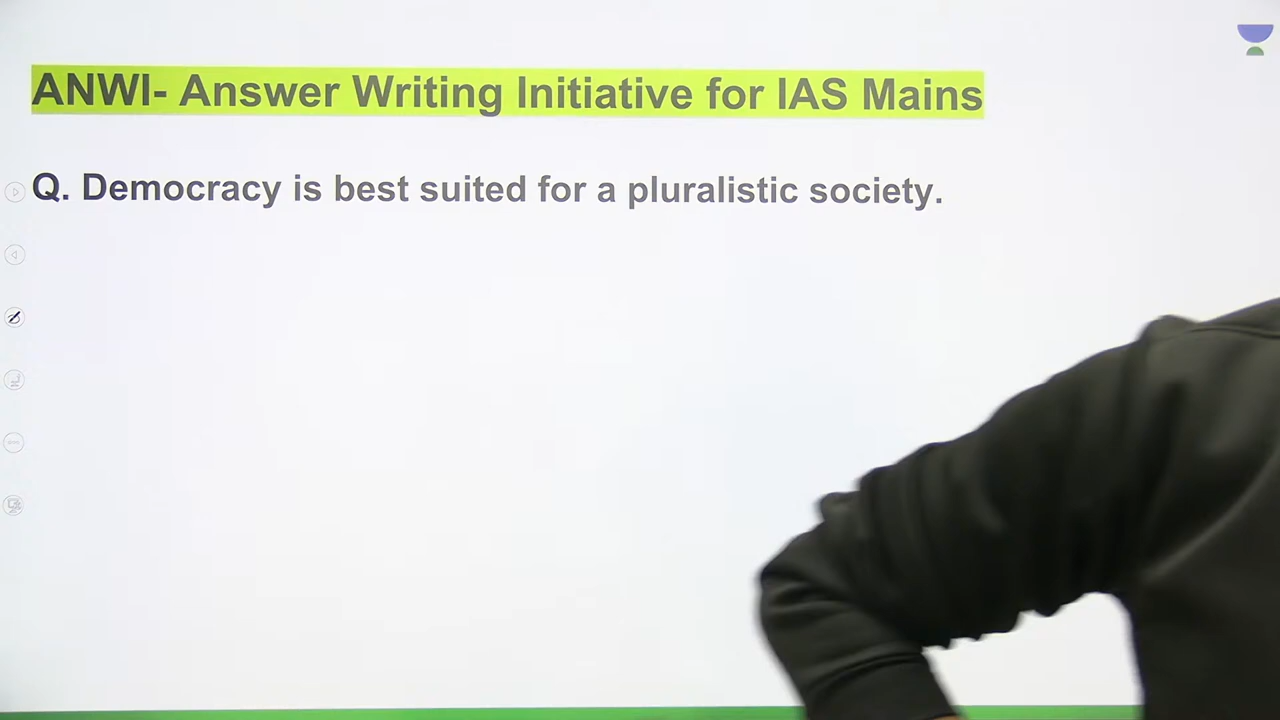 ANWI- Answer Writing Initiative for IAS Mains
Q. Democracy is best suited for a pluralistic society.